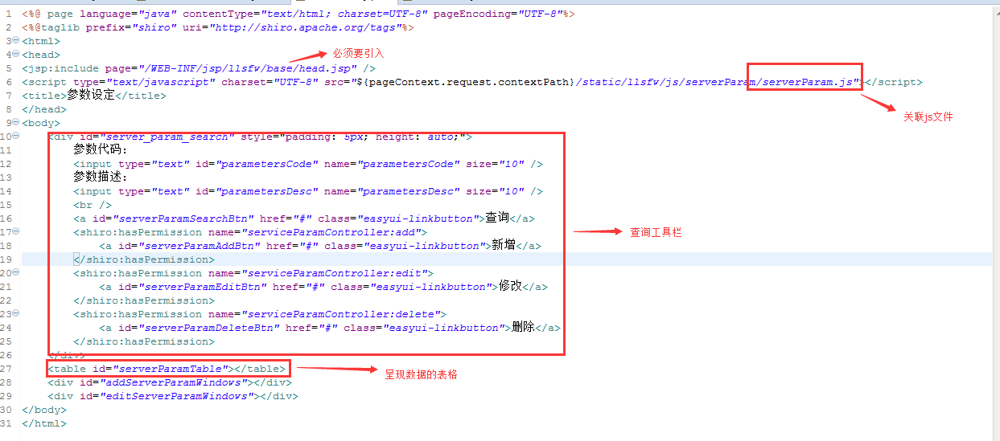 1 <%@ page language="java" contentType="text/html; charset=UTF-8" pageEncoding="UTF-8"%>
2 <%@taglib prefix="shiro" uri="http://shiro.apache.org/tags"%>
3 <html>
4 <head>
必须要引入
5 <jsp:include page="/WEB-INF/jsp/llsfw/base/head.jsp" />
6 <script type="text/javascript" charset="UTF-8" src="${pageContext.request.contextPath}/static/llsfw/js/serverParam/serverParam.js"></script>
7 <title>参数设定</title>
8 </head>
关联js文件
9 <body>
10 <div id="server_param_search" style="padding: 5px; height: auto;">
11 参数代码:
12 <input type="text" id="parametersCode" name="parametersCode" size="10" />
13 参数描述:
14 <input type="text" id="parametersDesc" name="parametersDesc" size="10" />
15 <br />
16 <a id="serverParamSearchBtn" href="#" class="easyui-linkbutton">查询</a>
17 <shiro:hasPermission name="serviceParamController:add">
查询工具栏
18 <a id="serverParamAddBtn" href="#" class="easyui-linkbutton">新增</a>
19 </shiro:hasPermission>
20 <shiro:hasPermission name="serviceParamController:edit">
21 <a id="serverParamEditBtn" href="#" class="easyui-linkbutton">修改</a>
22 </shiro:hasPermission>
23 <shiro:hasPermission name="serviceParamController:delete">
24 <a id="serverParamDeleteBtn" href="#" class="easyui-linkbutton">删除</a>
25 </shiro:hasPermission>
26 </div>
27 <table id="serverParamTable"></table>
呈现数据的表格
28 <div id="addServerParamWindows"></div>
29 <div id="editServerParamWindows"></div>
30 </body>
31 </html>